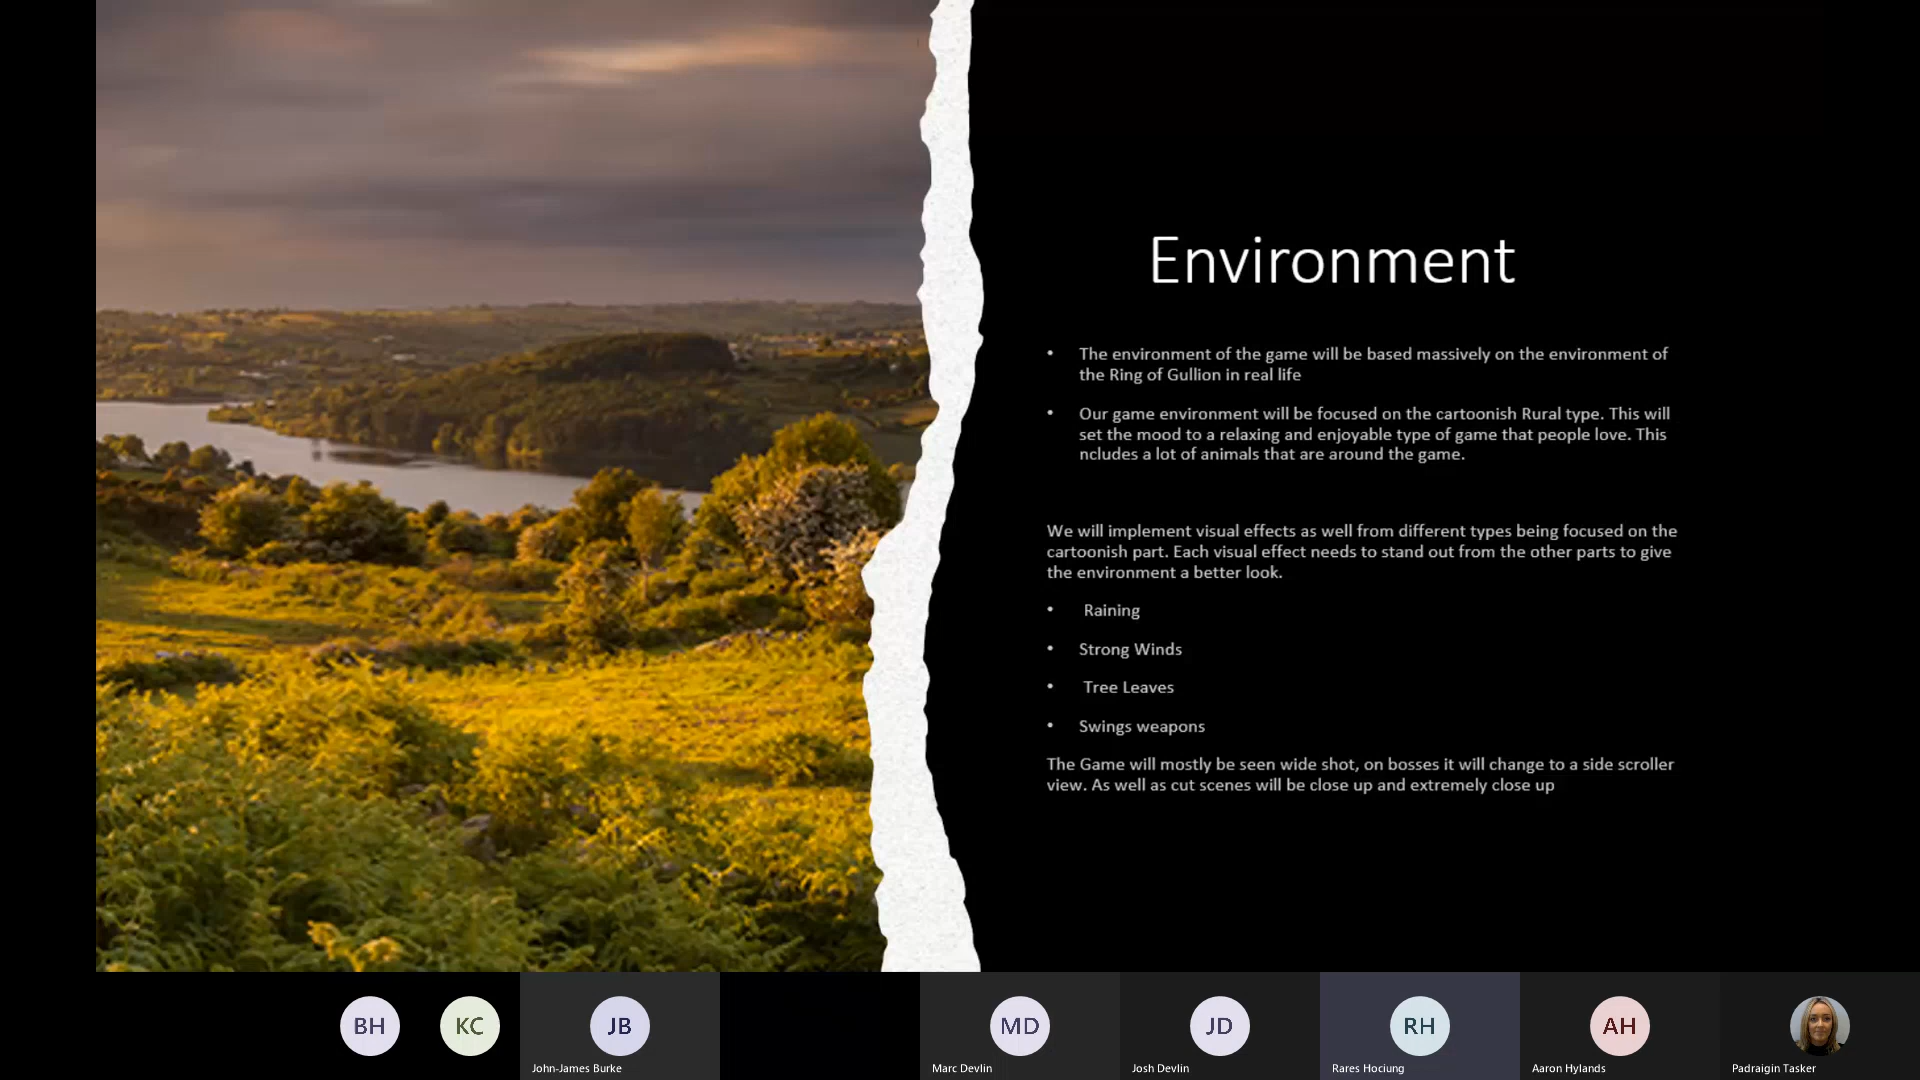 Environment
• The environment of the game will be based massively on the environment of
the Ring of Gullion in real life
• Our game environment will be focused on the cartoonish Rural type. This will
set the mood to a relaxing and enjoyable type of game that people love. This
ncludes a lot of animals that are around the game.
We will implement visual effects as well from different types being focused on the
cartoonish part. Each visual effect needs to stand out from the other parts to give
the environment a better look.
• Raining
• Strong Winds
• Tree Leaves
• Swings weapons
The Game will mostly be seen wide shot, on bosses it will change to a side scroller
view. As well as cut scenes will be close up and extremely close up
BH
KC
JB
MD
JD
RH
AH
John-James Burke
Marc Devlin
Josh Devlin
Rares Hociung
Aaron Hylands
Padraigin Tasker